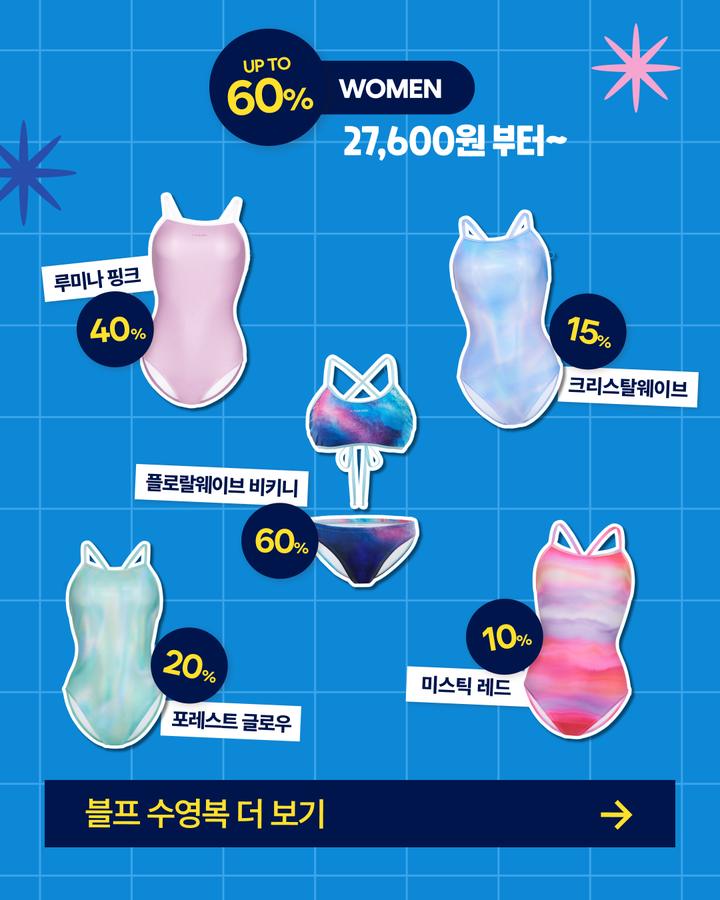 UP TO
60%
WOMEN
27,600원 부터~
루미나 핑크
40%
15%
크리스탈웨이브
플로랄웨이브 비키니
60%
10%
미스틱 레드
20%
포레스트 글로우
블프 수영복 더 보기
→